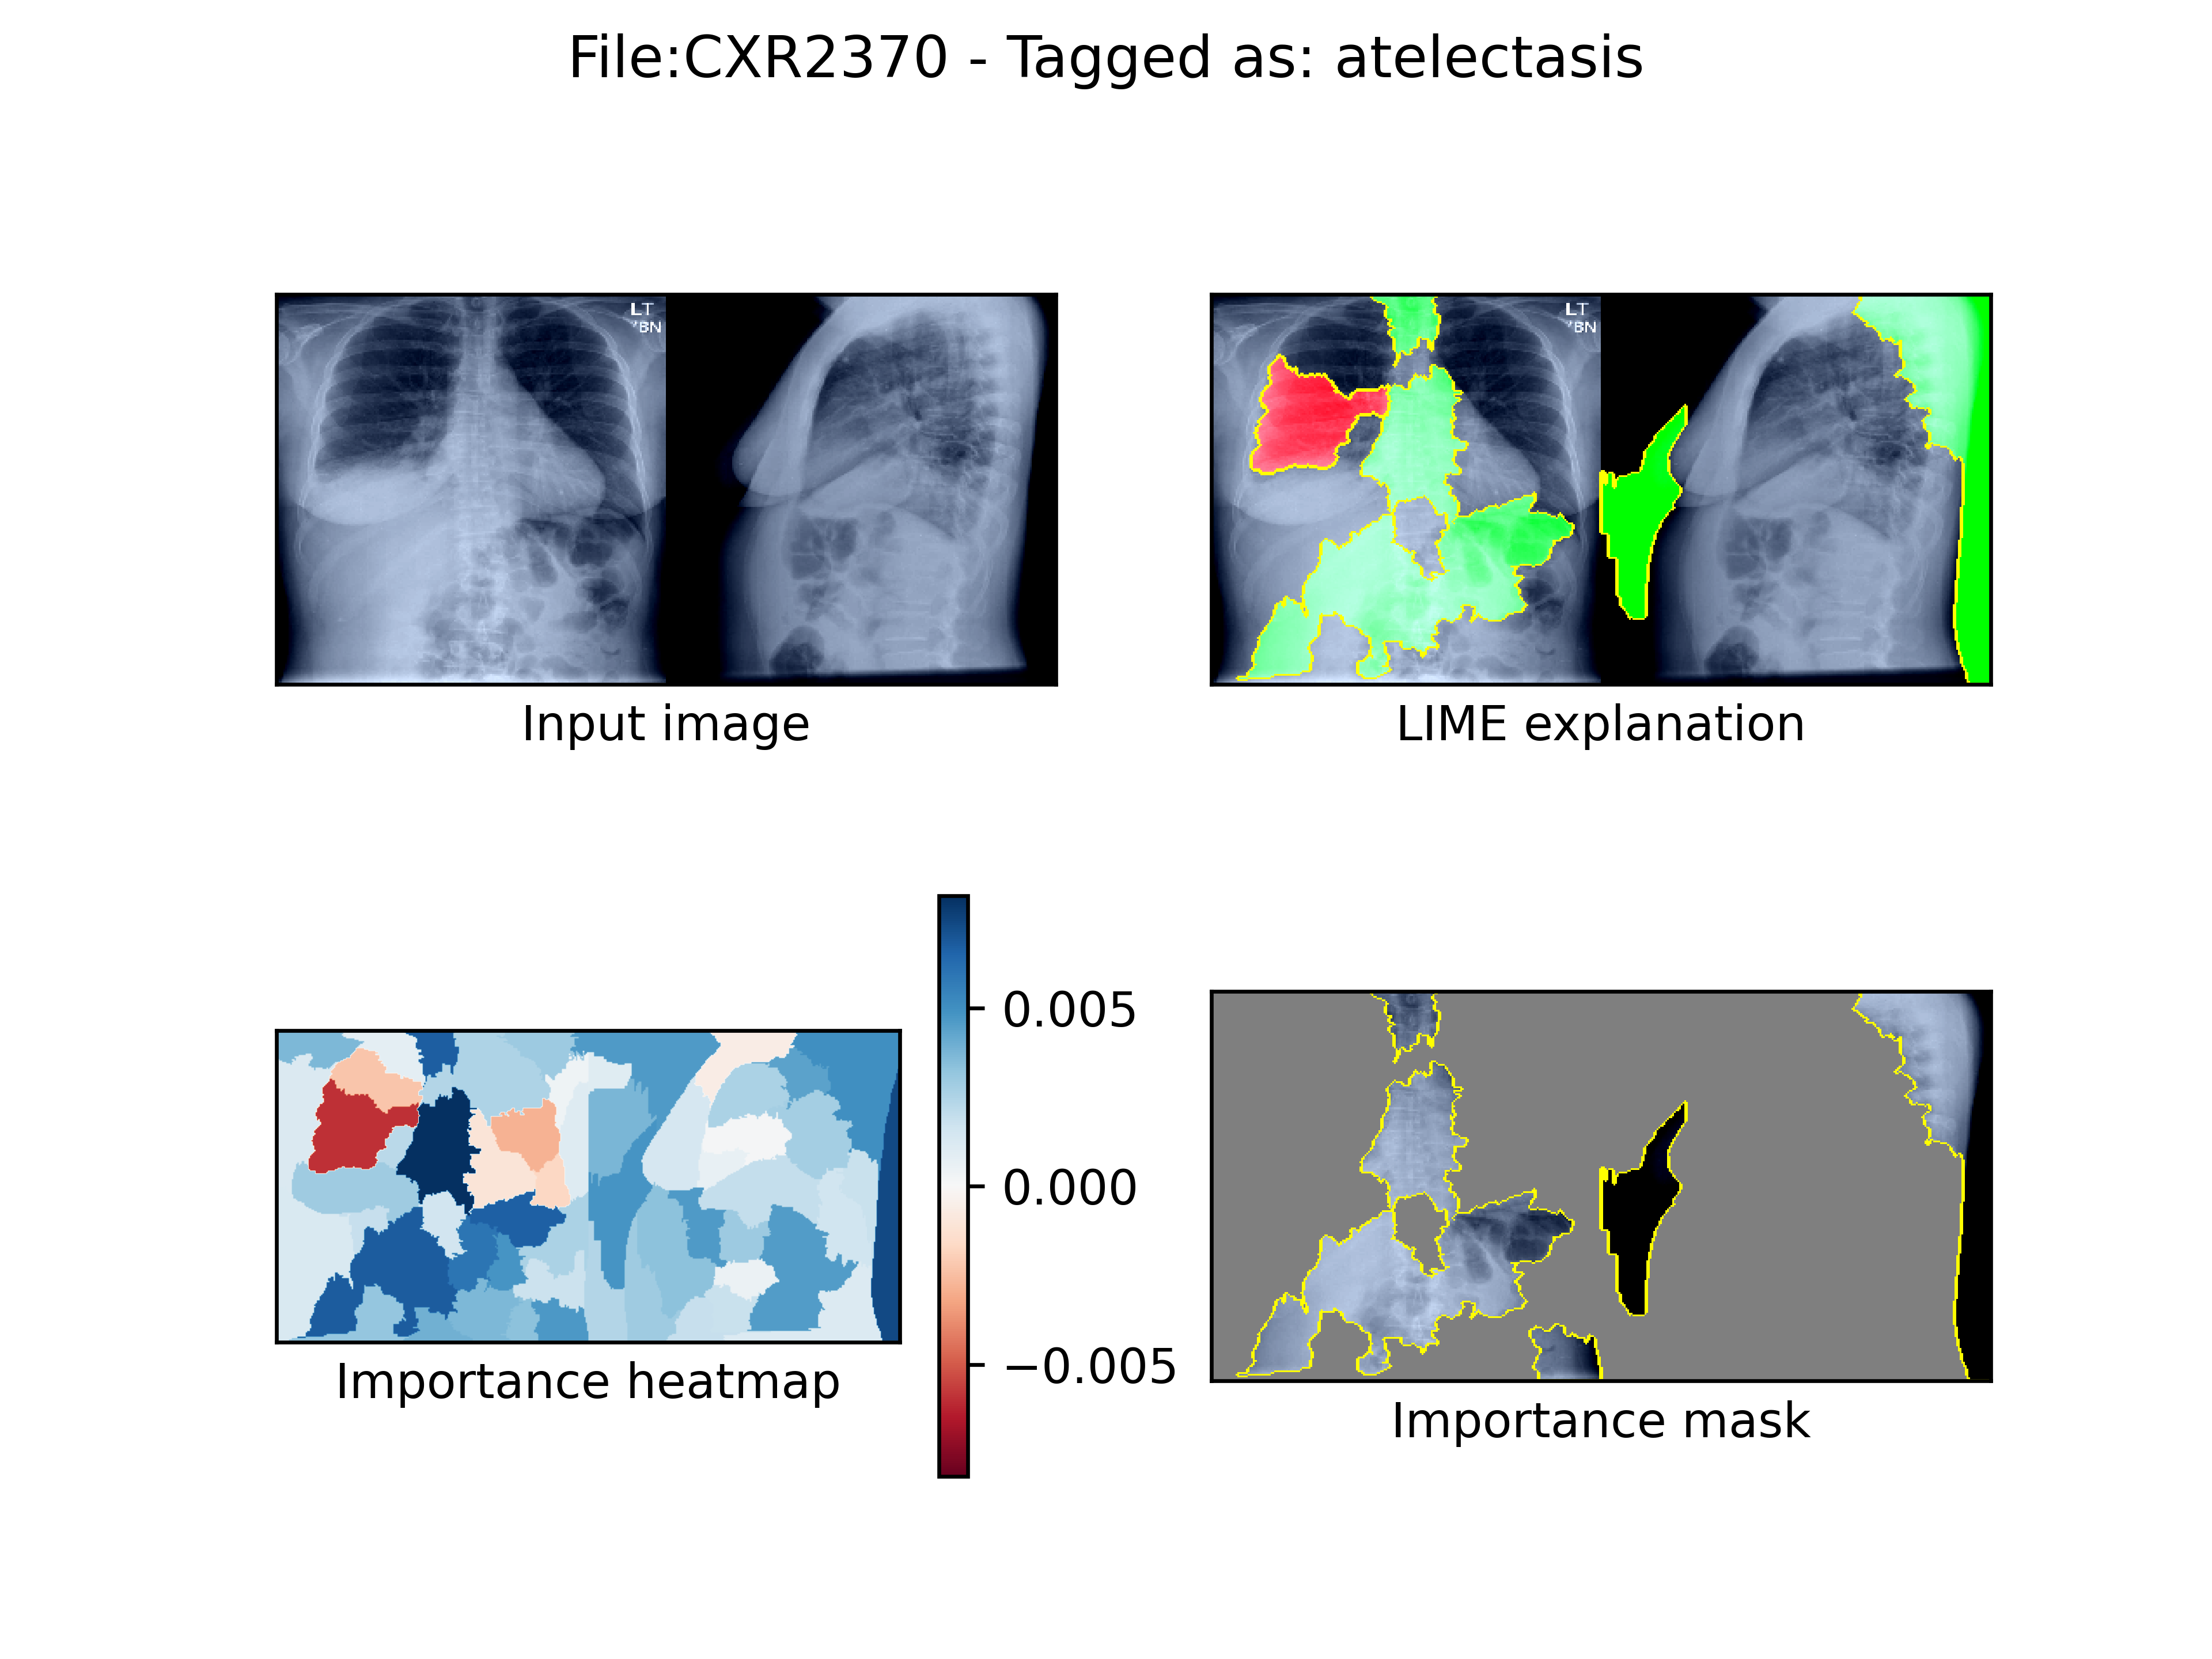 File:CXR2370 - Tagged as: atelectasis
LT
BN
LT
BN
Input image
LIME explanation
0.005
0.000
−0.005
Importance heatmap
Importance mask